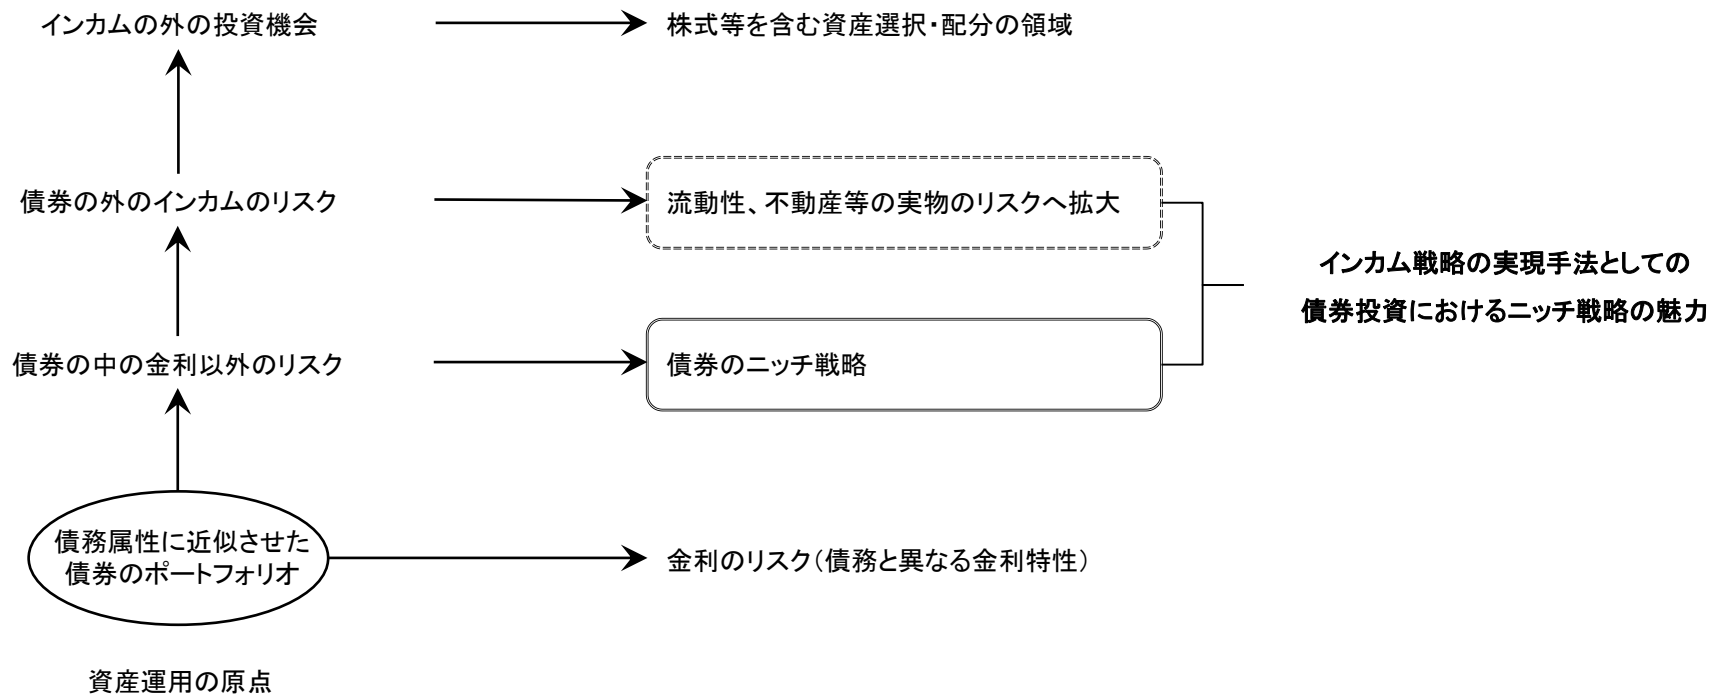 インカムの外の投資機会
株式等を含む資産選択・配分の領域
債券の外のインカムのリスク
流動性、不動産等の実物のリスクへ拡大
インカム戦略の実現手法としての
債券投資におけるニッチ戦略の魅力
債券の中の金利以外のリスク
債券のニッチ戦略
債務属性に近似させた
債券のポートフォリオ
金利のリスク(債務と異なる金利特性)
資産運用の原点